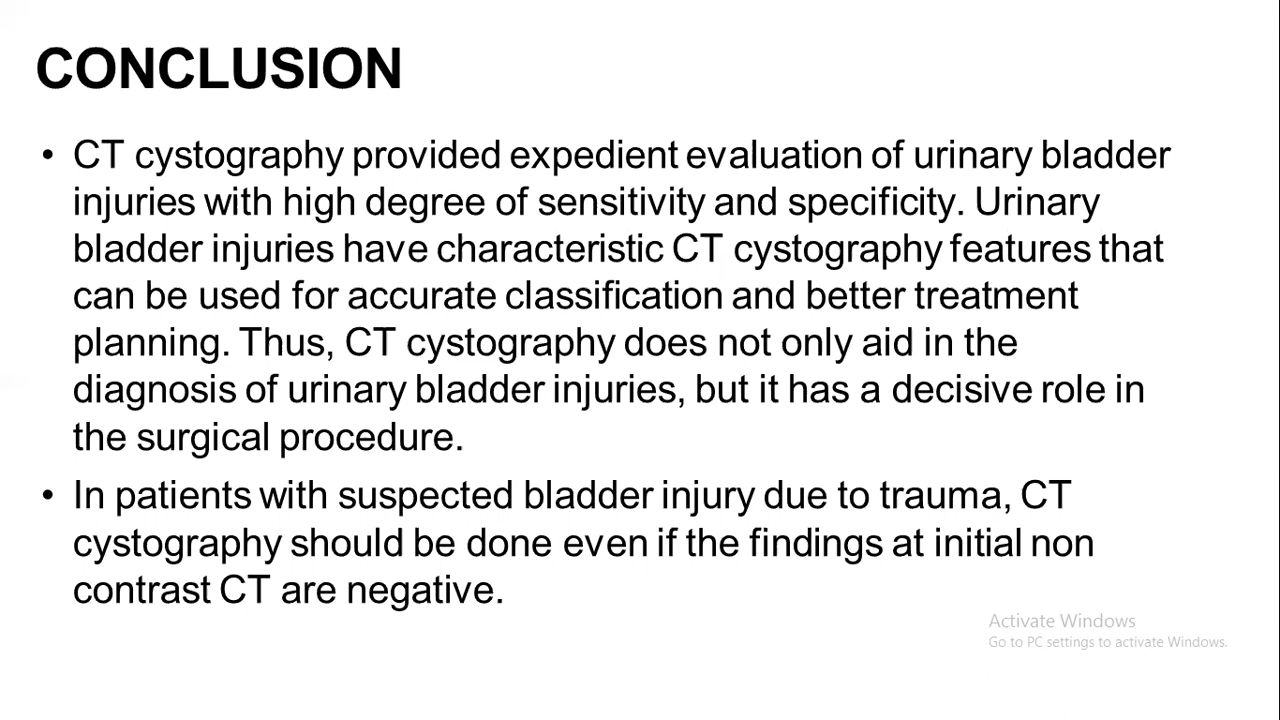 CONCLUSION
• CT cystography provided expedient evaluation of urinary bladder
injuries with high degree of sensitivity and specificity. Urinary
bladder injuries have characteristic CT cystography features that
can be used for accurate classification and better treatment
planning. Thus, CT cystography does not only aid in the
diagnosis of urinary bladder injuries, but it has a decisive role in
the surgical procedure.
• In patients with suspected bladder injury due to trauma, CT
cystography should be done even if the findings at initial non
contrast CT are negative.
Activate Windows
Go to PC settings to activate Windows.